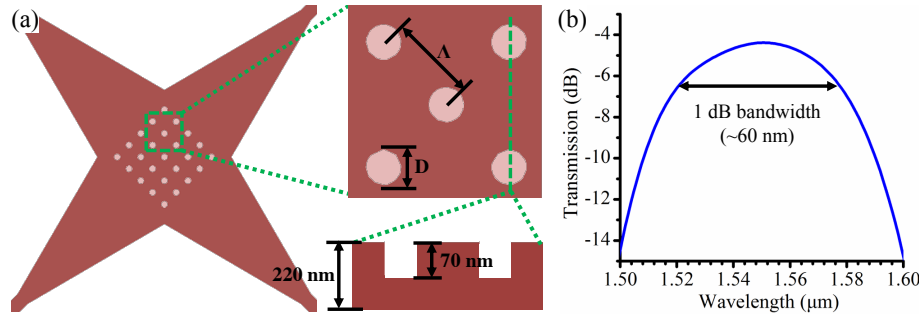 (a)
Λ
D
220 nm
70 nm
(b)
Transmission (dB)
-4
-6
-8
-10
-12
-14
1 dB bandwidth
(~60 nm)
1.50 1.52 1.54 1.56 1.58 1.60
Wavelength (μm)